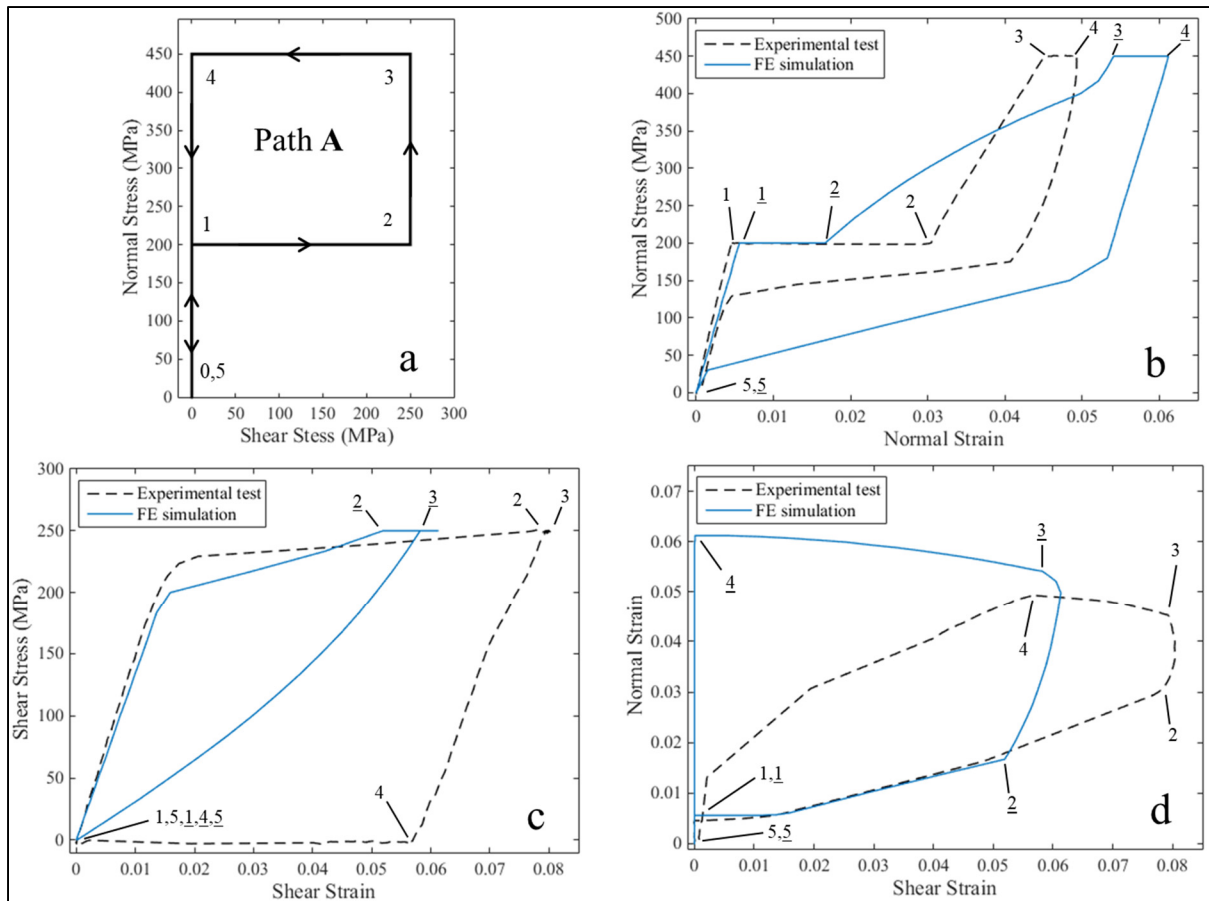 a
Normal Stress (MPa)
450
400
350
300
250
200
150
100
50
0
4
3
Path A
1
2
0,5
0 50 100 150 200 250 300
Shear Stess (MPa)
b
Normal Stress (MPa)
500
450
400
350
300
250
200
150
100
50
0
Experimental test
FE simulation
3 4 3 4
1 1 2 2
5,5
0 0.01 0.02 0.03 0.04 0.05 0.06
Normal Strain
c
Shear Stress (MPa)
300
250
200
150
100
50
0
Experimental test
FE simulation
2 3 2 3
4
1,5,1,4,5
0 0.01 0.02 0.03 0.04 0.05 0.06 0.07 0.08
Shear Strain
d
Normal Strain
0.07
0.06
0.05
0.04
0.03
0.02
0.01
0
Experimental test
FE simulation
3
3
4
4
2
1,1
2
5,5
0 0.01 0.02 0.03 0.04 0.05 0.06 0.07 0.08
Shear Strain